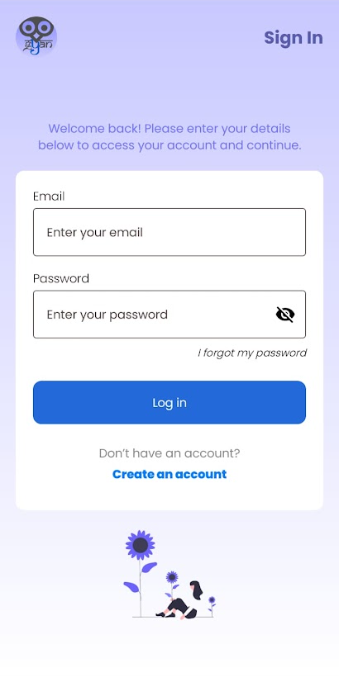 gyan
Sign In
Welcome back! Please enter your details
below to access your account and continue.
Email
Enter your email
Password
Enter your password
I forgot my password
Log in
Don't have an account?
Create an account